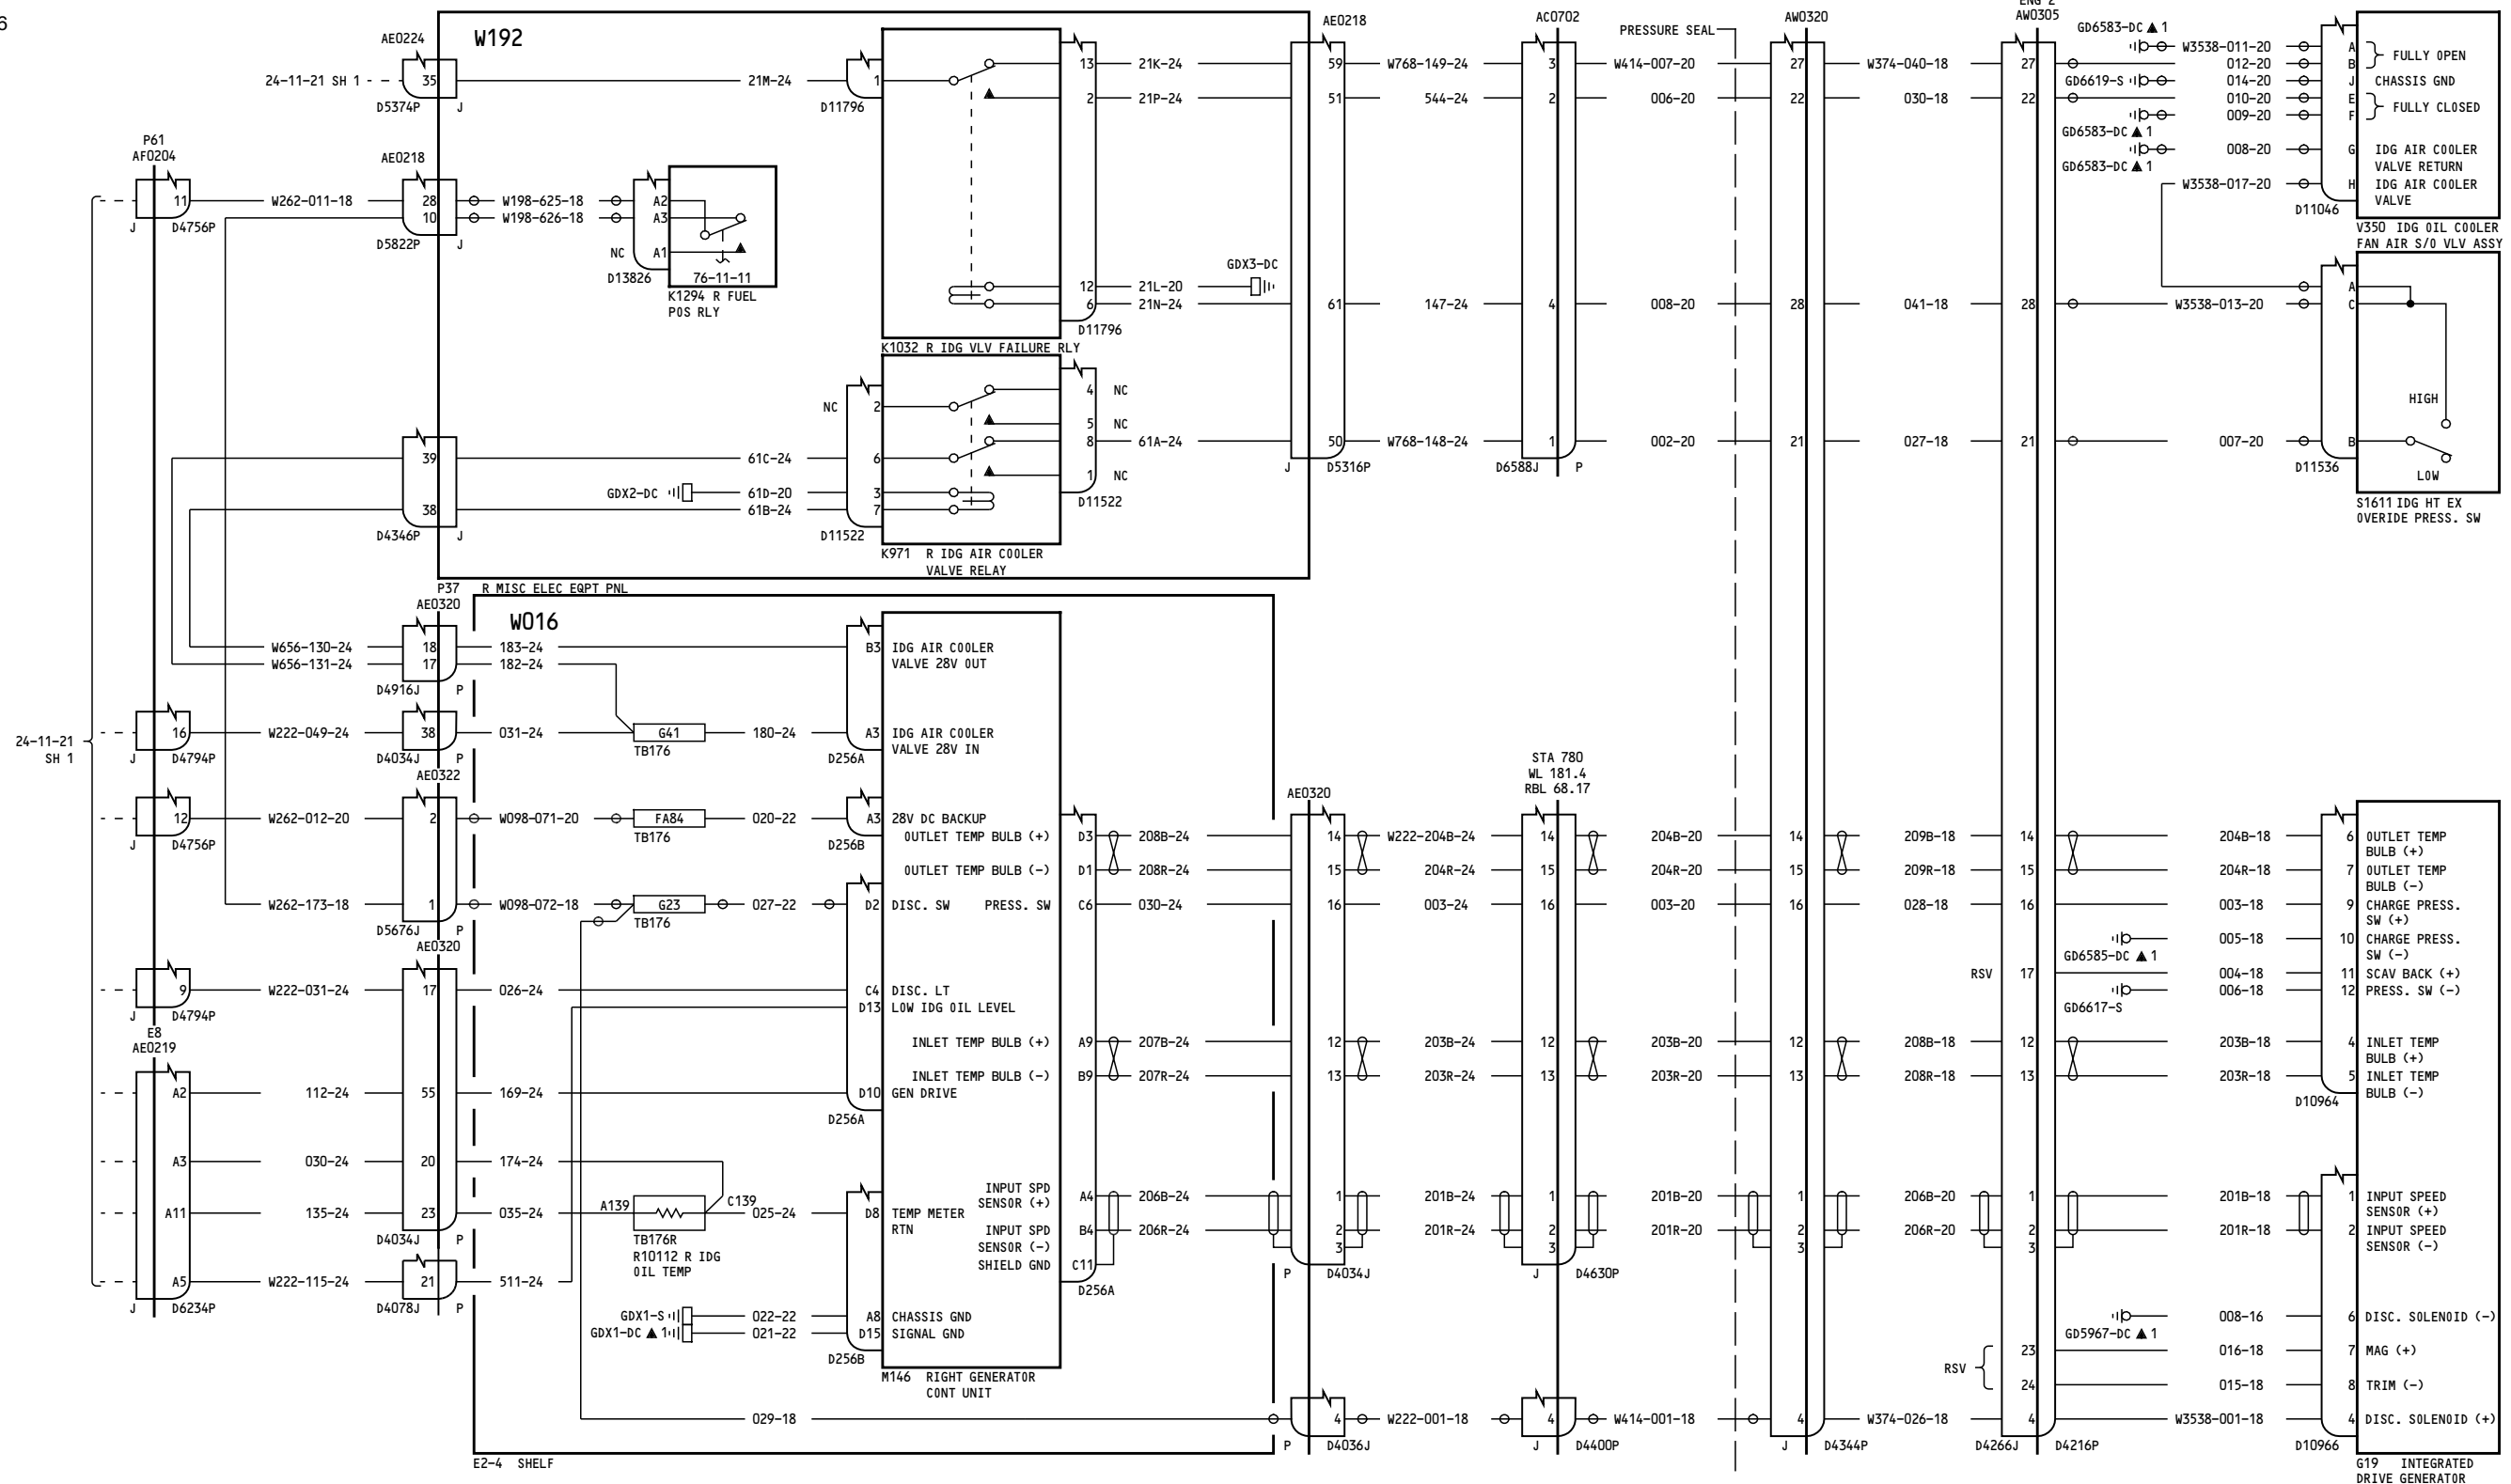 6
W192
AE0224
24-11-21 SH 1
35
D5374P
J
21M-24
1
D11796
13
21K-24
2
21P-24
12
21L-20
GDX3-DC
6
21N-24
D11796
K1032 R IDG VLV FAILURE RLY
P61
AF0204
11
J
D4756P
W262-011-18
AE0218
28
10
D5822P
J
W198-625-18
W198-626-18
A2
A3
NC
A1
D13826
76-11-11
K1294 R FUEL
POS RLY
NC
2
4
NC
5
NC
39
61C-24
6
8
61A-24
GDX2-DC
61D-20
3
1
NC
38
61B-24
7
D11522
D4346P
J
D11522
K971 R IDG AIR COOLER
VALVE RELAY
P37
R MISC ELEC EQPT PNL
AE0218
59
51
61
50
J
D5316P
W768-149-24
544-24
147-24
W768-148-24
AC0702
3
2
4
1
D6588J
P
PRESSURE SEAL
W414-007-20
006-20
008-20
002-20
AW0320
27
22
28
21
W374-040-18
030-18
041-18
027-18
ENG 2
AW0305
27
22
28
21
GD6583-DC ▲ 1
GD6619-S
GD6583-DC ▲ 1
GD6583-DC ▲ 1
W3538-011-20
012-20
014-20
010-20
009-20
008-20
W3538-017-20
W3538-013-20
007-20
A
B
FULLY OPEN
J
CHASSIS GND
E
F
FULLY CLOSED
G
IDG AIR COOLER
VALVE RETURN
H
IDG AIR COOLER
VALVE
D11046
V350 IDG OIL COOLER
FAN AIR S/O VLV ASSY
A
C
HIGH
B
LOW
D11536
S1611 IDG HT EX
OVERIDE PRESS. SW
AE0320
W016
W656-130-24
18
183-24
W656-131-24
17
182-24
D4916J
P
B3
IDG AIR COOLER
VALVE 28V OUT
24-11-21
SH 1
16
J
D4794P
W222-049-24
38
D4034J
P
031-24
G41
TB176
180-24
A3
IDG AIR COOLER
VALVE 28V IN
D256A
AE0322
12
J
D4756P
W262-012-20
2
W098-071-20
FA84
TB176
020-22
A3
28V DC BACKUP
D256B
W262-173-18
1
D5676J
P
W098-072-18
G23
TB176
027-22
D2
DISC. SW
AE0320
9
J
D4794P
W222-031-24
17
026-24
C4
DISC. LT
D13
LOW IDG OIL LEVEL
E8
AE0219
A2
112-24
55
169-24
D10
GEN DRIVE
D256A
A3
030-24
20
174-24
A11
135-24
23
035-24
D4034J
P
A139
C139
TB176R
R10112 R IDG
OIL TEMP
025-24
D8
TEMP METER
RTN
A5
J
D6234P
W222-115-24
21
D4078J
P
511-24
GDX1-S
022-22
A8
CHASSIS GND
GDX1-DC ▲ 1
021-22
D15
SIGNAL GND
D256B
M146 RIGHT GENERATOR
CONT UNIT
029-18
E2-4 SHELF
OUTLET TEMP BULB (+)
D3
208B-24
OUTLET TEMP BULB (-)
D1
208R-24
PRESS. SW
C6
030-24
INLET TEMP BULB (+)
A9
207B-24
INLET TEMP BULB (-)
B9
207R-24
INPUT SPD
SENSOR (+)
A4
206B-24
INPUT SPD
SENSOR (-)
B4
206R-24
SHIELD GND
C11
D256A
AE0320
14
15
16
12
13
1
2
3
P
D4034J
4
P
D4036J
W222-204B-24
204R-24
003-24
203B-24
203R-24
201B-24
201R-24
W222-001-18
STA 780
WL 181.4
RBL 68.17
14
15
16
12
13
1
2
3
J
D4630P
4
J
D4400P
204B-20
204R-20
003-20
203B-20
203R-20
201B-20
201R-20
W414-001-18
14
15
16
12
13
1
2
3
4
J
D4344P
209B-18
209R-18
028-18
RSV
208B-18
208R-18
206B-20
206R-20
RSV
W374-026-18
14
15
16
17
12
13
1
2
3
23
24
4
D4266J
D4216P
204B-18
204R-18
003-18
GD6585-DC ▲ 1
005-18
004-18
GD6617-S
006-18
203B-18
203R-18
201B-18
201R-18
GD5967-DC ▲ 1
008-16
016-18
015-18
W3538-001-18
6
OUTLET TEMP
BULB (+)
7
OUTLET TEMP
BULB (-)
9
CHARGE PRESS.
SW (+)
10
CHARGE PRESS.
SW (-)
11
SCAV BACK (+)
12
PRESS. SW (-)
4
INLET TEMP
BULB (+)
5
INLET TEMP
BULB (-)
D10964
1
INPUT SPEED
SENSOR (+)
2
INPUT SPEED
SENSOR (-)
6
DISC. SOLENOID (-)
7
MAG (+)
8
TRIM (-)
4
DISC. SOLENOID (+)
D10966
G19 INTEGRATED
DRIVE GENERATOR